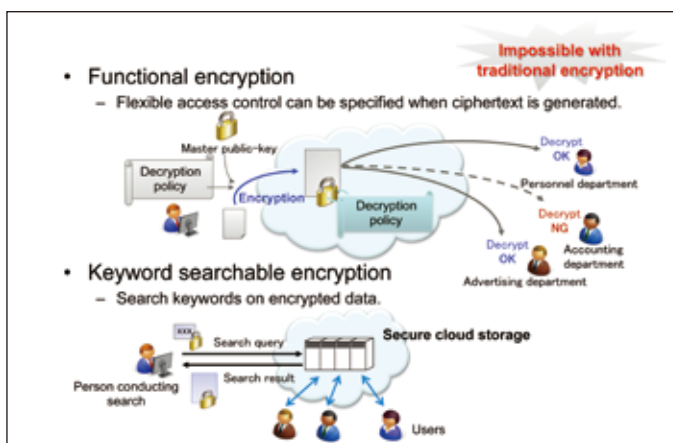 Impossible with
traditional encryption
• Functional encryption
– Flexible access control can be specified when ciphertext is generated.
Master public-key
Decryption
policy
Encryption
Decryption
policy
Decrypt
OK
Personnel department
Decrypt
NG
Accounting
department
Decrypt
OK
Advertising department
• Keyword searchable encryption
– Search keywords on encrypted data.
XXX
Search query
Secure cloud storage
Search result
Person conducting
search
Users